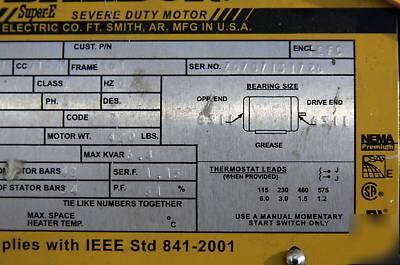 Super-E SEVERE DUTY MOTOR
ELECTRIC CO. FT. SMITH, AR. MFG IN U.S.A.
CUST. P/N
ENCL.
CC
FRAME
SER.NO.
CLASS
HZ
BEARING SIZE
PH.
DES.
OPP. END
DRIVE END
CODE
MOTOR WT.
LBS.
GREASE
NEMA
Premium
MAX KVAR
THERMOSTAT LEADS
(WHEN PROVIDED)
J
J
OTOR BARS
SER.F.
115 230 460 575
6.0 3.0 1.5 1.2
OF STATOR BARS
P.F.
TIE LIKE NUMBERS TOGETHER
MAX. SPACE
HEATER TEMP.
°C
USE A MANUAL MOMENTARY
START SWITCH ONLY
plies with IEEE Std 841-2001